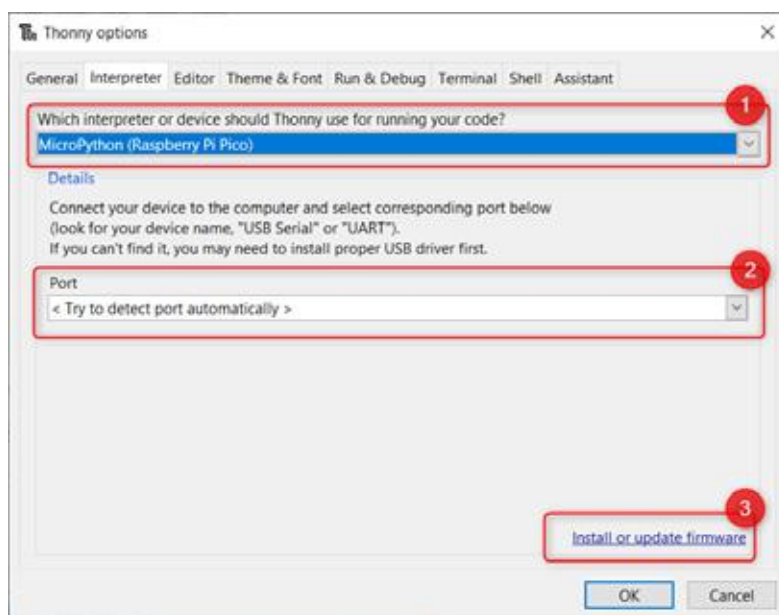 Thonny options
General Interpreter Editor Theme & Font Run & Debug Terminal Shell Assistant
1
Which interpreter or device should Thonny use for running your code?
MicroPython (Raspberry Pi Pico)
Details
Connect your device to the computer and select corresponding port below
(look for your device name, "USB Serial" or "UART").
If you can't find it, you may need to install proper USB driver first.
2
Port
< Try to detect port automatically >
3
Install or update firmware
OK Cancel